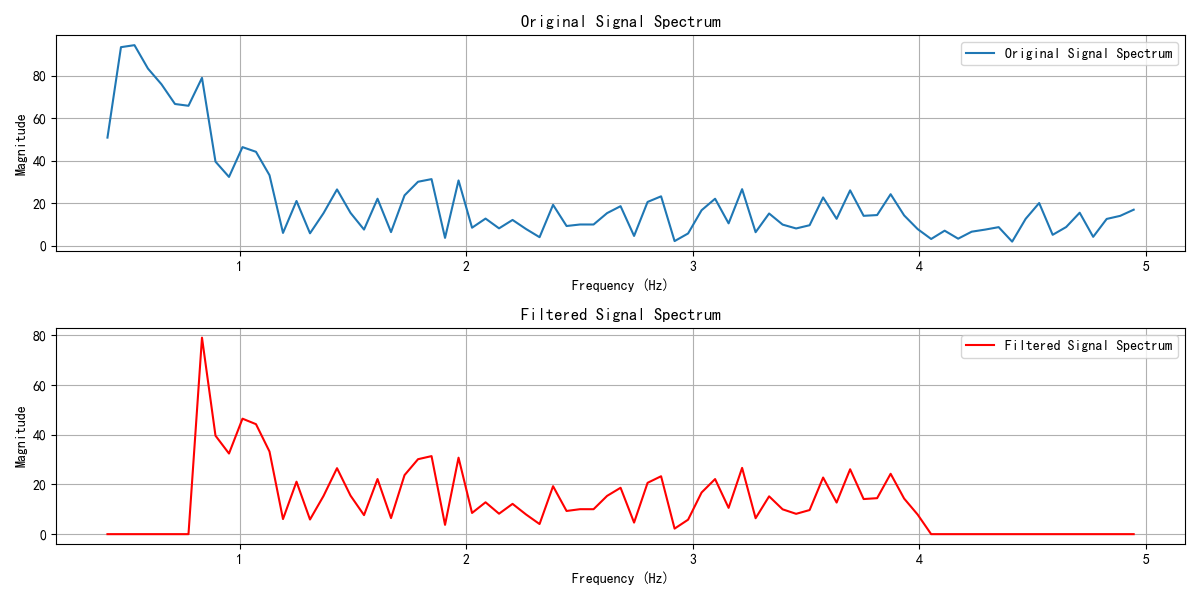 Original Signal Spectrum
Original Signal Spectrum
Magnitude
80
60
40
20
0
1 2 3 4 5
Frequency (Hz)
Filtered Signal Spectrum
Filtered Signal Spectrum
Magnitude
80
60
40
20
0
1 2 3 4 5
Frequency (Hz)